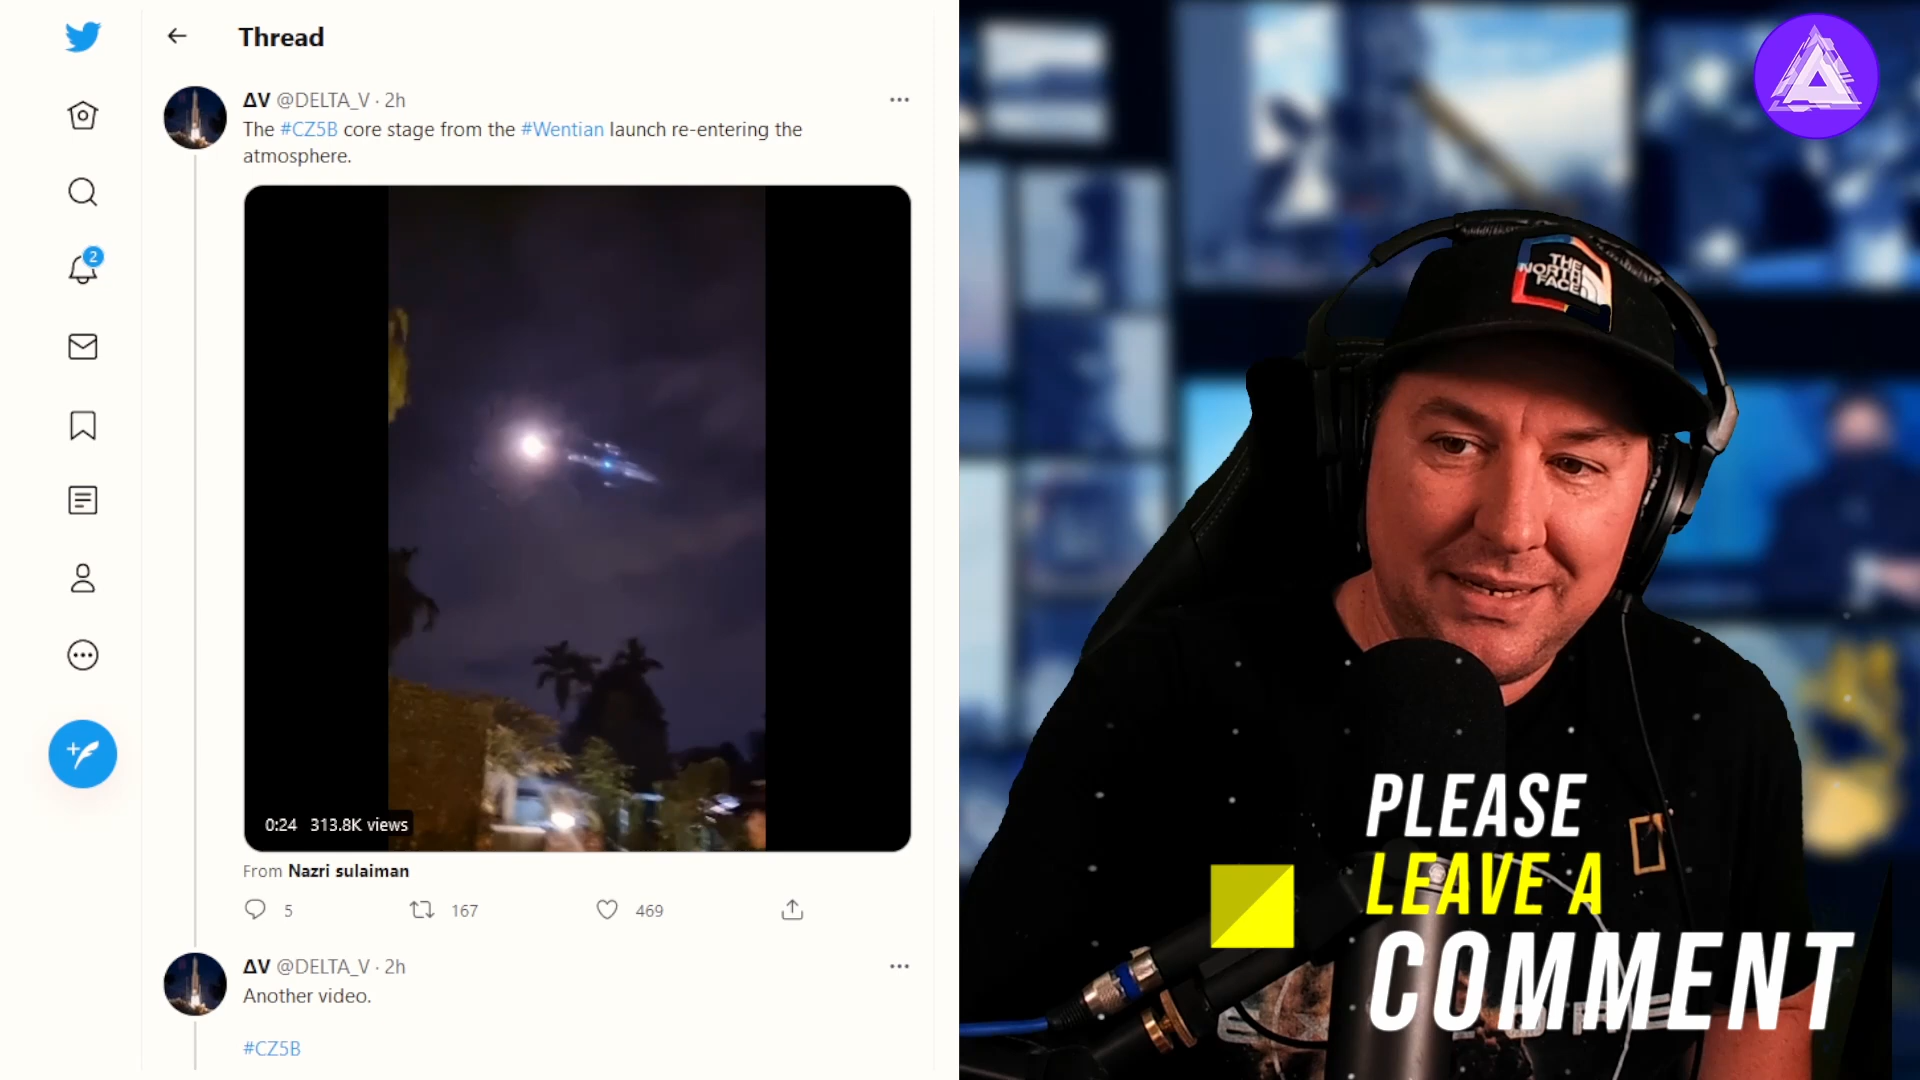 Thread
ΔV @DELTA_V · 2h
The #CZ5B core stage from the #Wentian launch re-entering the
atmosphere.
2
0:24 313.8K views
From Nazri sulaiman
5 167 469
ΔV @DELTA_V · 2h
Another video.
#CZ5B
THE
NORTH
FACE
PLEASE
LEAVE A
COMMENT